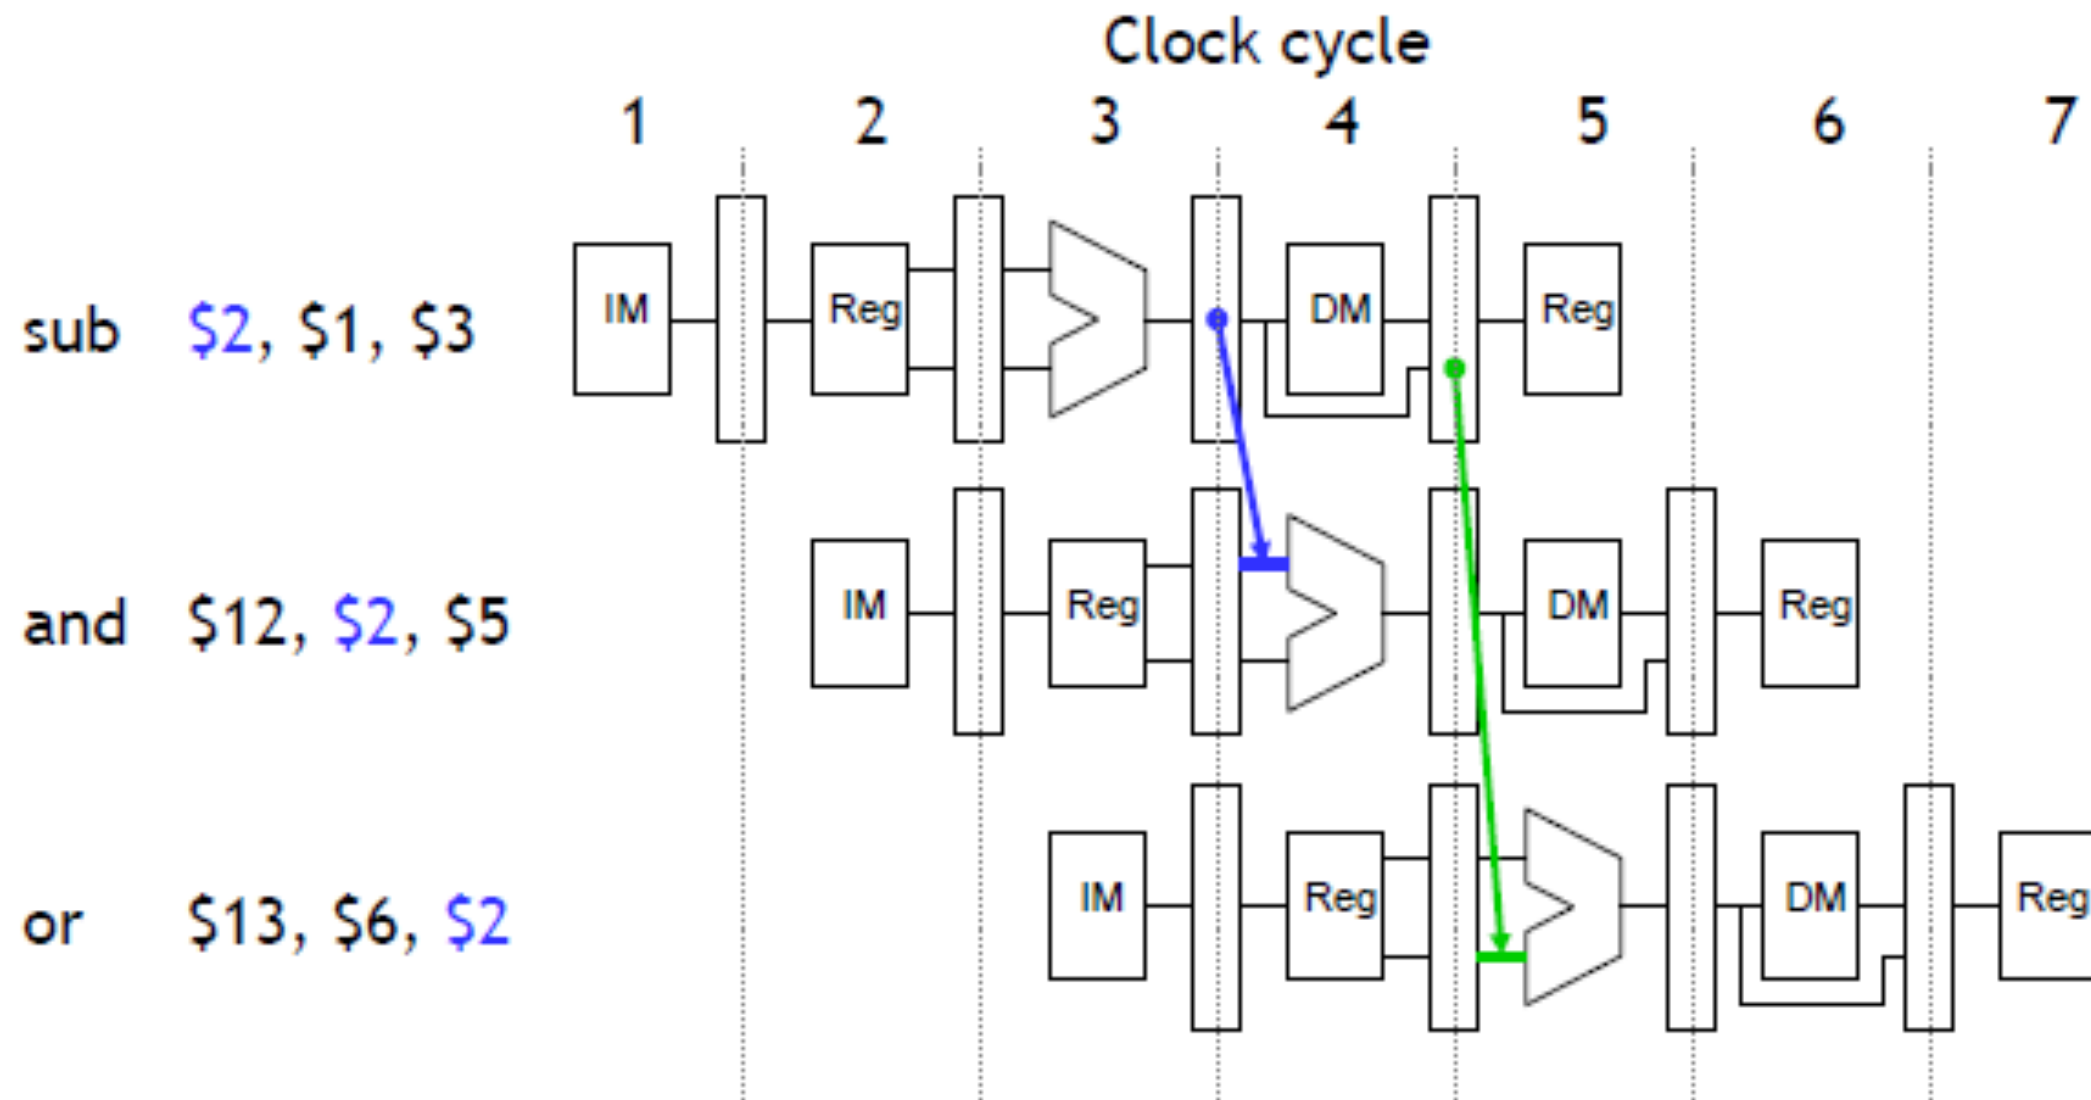 Clock cycle
1 2 3 4 5 6 7
sub $2, $1, $3 IM Reg DM Reg
and $12, $2, $5 IM Reg DM Reg
or $13, $6, $2 IM Reg DM Reg